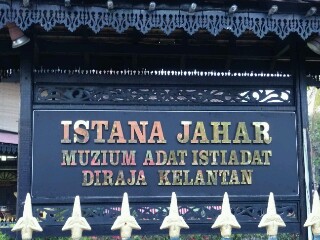 ISTANA JAHAR
MUZIUM ADAT ISTIADAT
DIRAJA KELANTAN